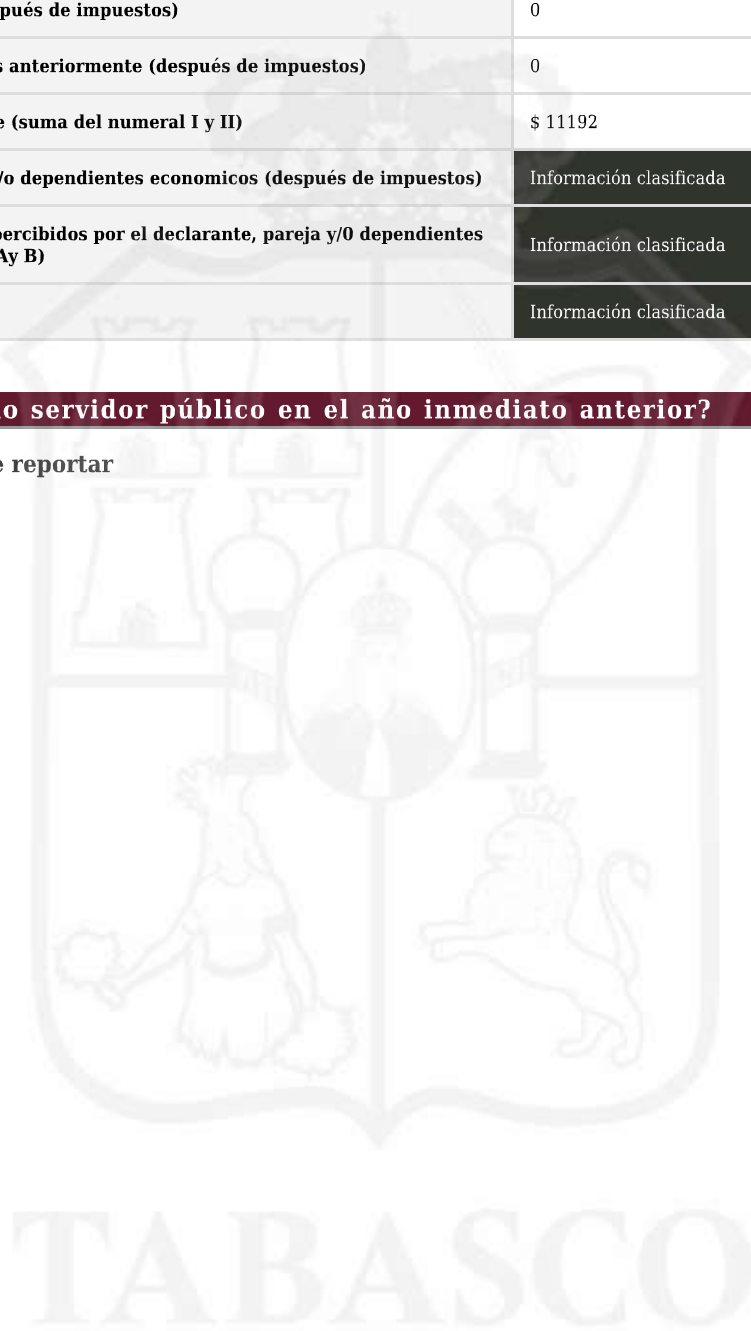 pués de impuestos)
0
s anteriormente (después de impuestos)
0
e (suma del numeral I y II)
$ 11192
/o dependientes economicos (después de impuestos)
Información clasificada
percibidos por el declarante, pareja y/0 dependientes
Ay B)
Información clasificada
Información clasificada
o servidor público en el año inmediato anterior?
e reportar
TABASCO